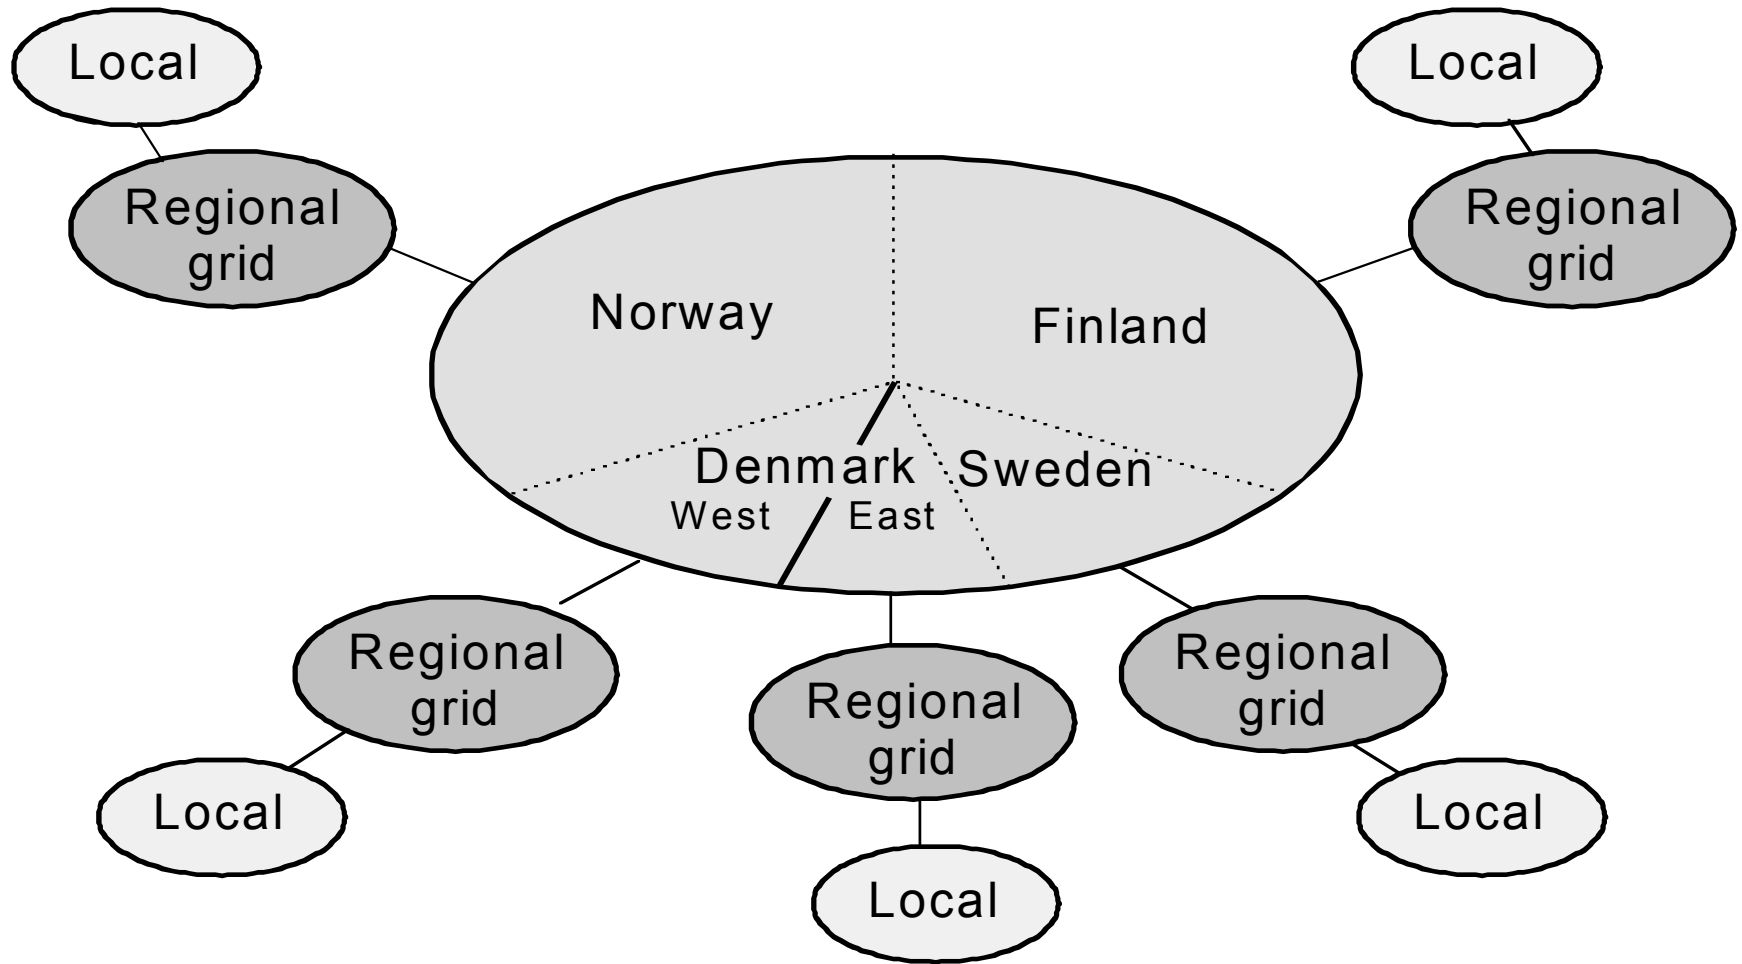 Local
Local
Regional
grid
Regional
grid
Norway
Finland
Denmark
Sweden
West
East
Regional
grid
Regional
grid
Regional
grid
Local
Local
Local